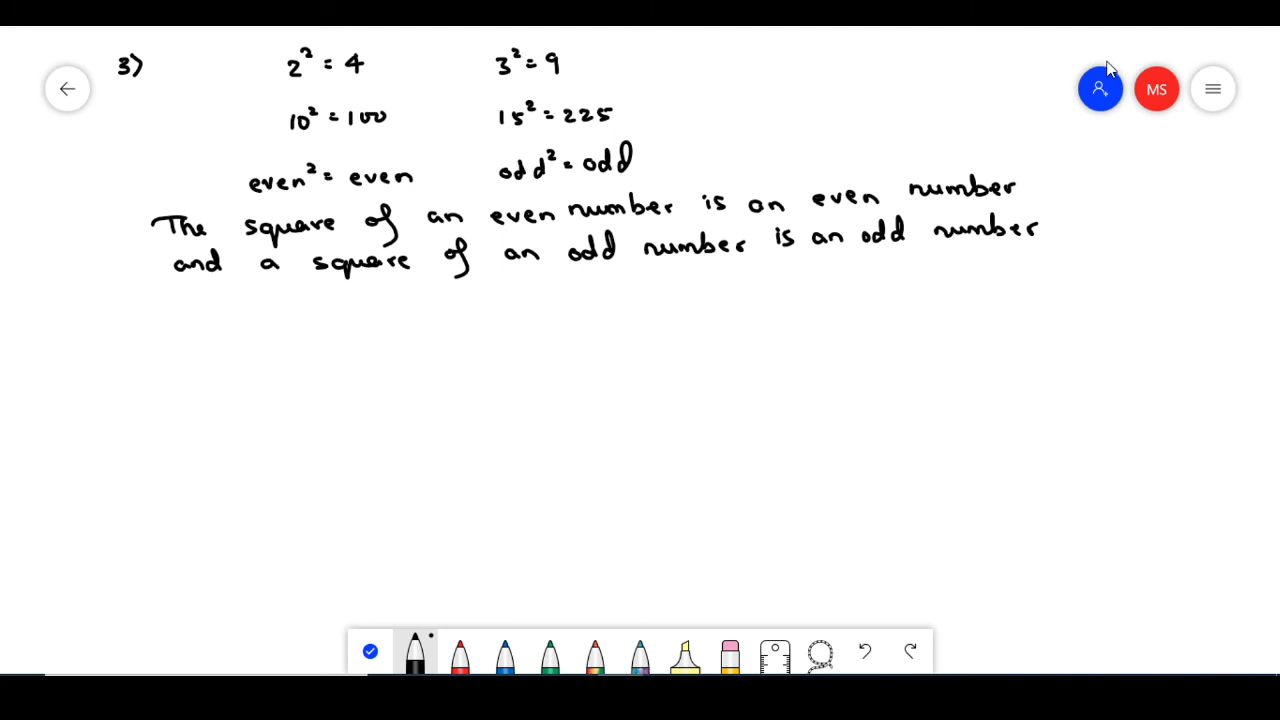 3) 2² = 4 3² = 9
10² = 100 15² = 225
even² = even odd² = odd
The square of an even number is an even number
and a square of an odd number is an odd number
MS